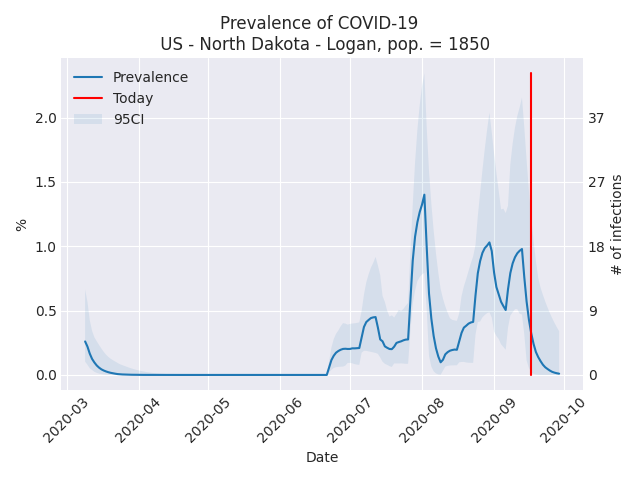 Prevalence of COVID-19
US - North Dakota - Logan, pop. = 1850
Prevalence
Today
95CI
2.0
1.5
1.0
0.5
0.0
%
37
27
18
9
0
# of infections
2020-03
2020-04
2020-05
2020-06
2020-07
2020-08
2020-09
2020-10
Date